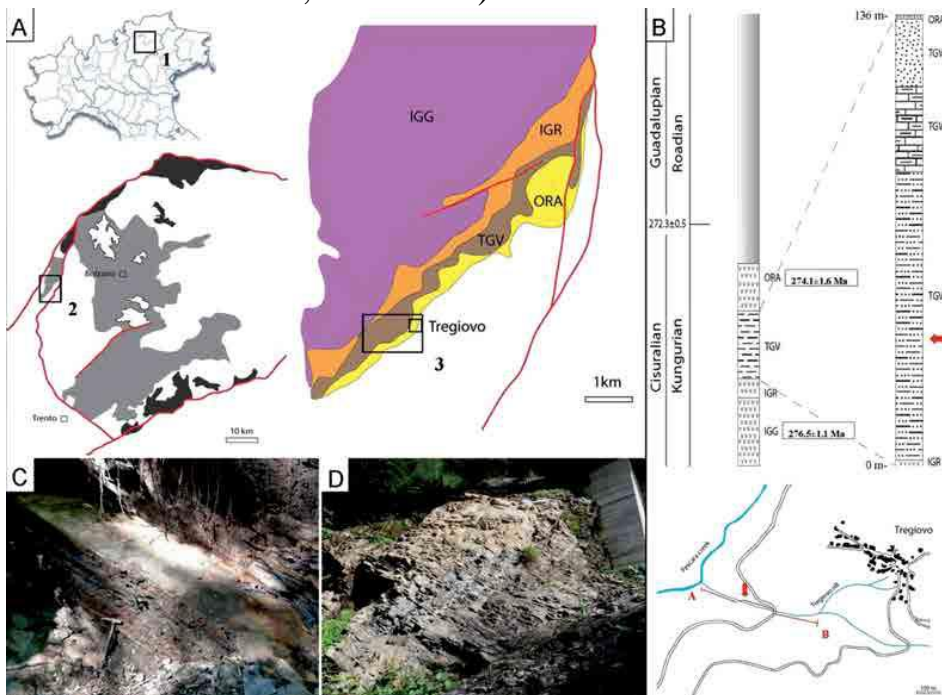 A
1
2
Bolzano
Trento
10 km
IGG
IGR
ORA
TGV
Tregiovo
3
1km
B
Guadalupian
Roadian
272.3±0.5
Cisuralian
Kungurian
ORA
274.1±1.6 Ma
TGV
IGR
IGG
276.5±1.1 Ma
136 m
ORA
TGV
TGV
TGV
0 m
IGR
C
D
Tregiovo
Pescara creek
A
B